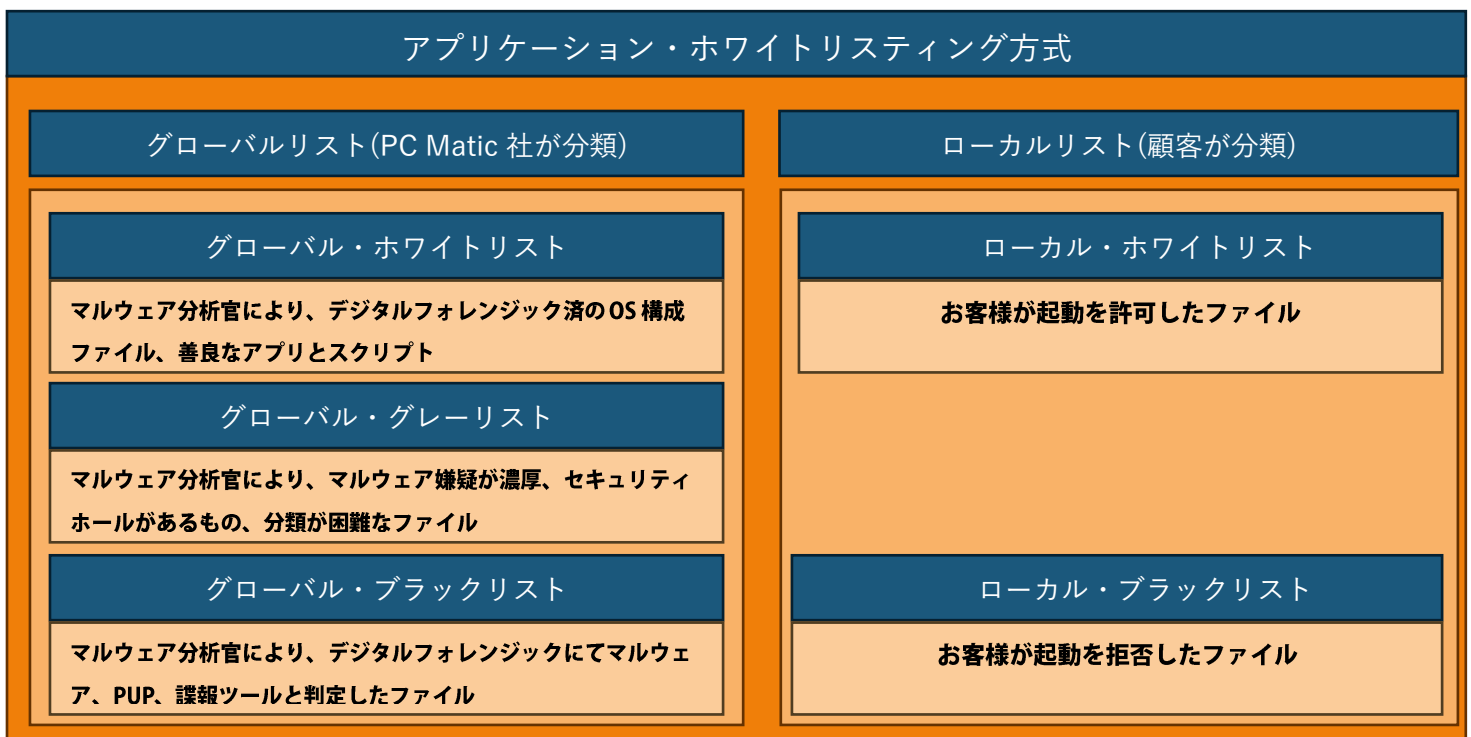 アプリケーション・ホワイトリスティング方式
グローバルリスト(PC Matic 社が分類)
グローバル・ホワイトリスト
マルウェア分析官により、デジタルフォレンジック済のOS 構成
ファイル、善良なアプリとスクリプト
グローバル・グレーリスト
マルウェア分析官により、マルウェア嫌疑が濃厚、セキュリティ
ホールがあるもの、分類が困難なファイル
グローバル・ブラックリスト
マルウェア分析官により、デジタルフォレンジックにてマルウェ
ア、PUP、諜報ツールと判定したファイル
ローカルリスト(顧客が分類)
ローカル・ホワイトリスト
お客様が起動を許可したファイル
ローカル・ブラックリスト
お客様が起動を拒否したファイル